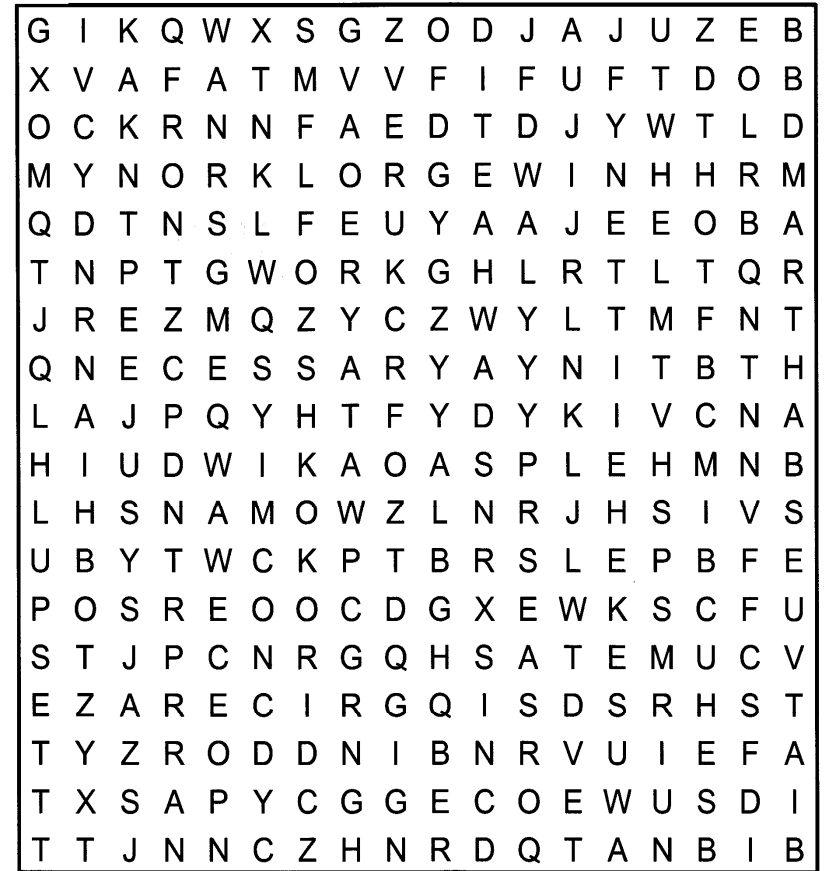 G I K Q W X S G Z O D J A J U Z E B
X V A F A T M V V F I F U F T D O B
O C K R N N F A E D T D J Y W T L D
M Y N O R K L O R G E W I N H H R M
Q D T N S L F E U Y A A J E E O B A
T N P T G W O R K G H L R T L T Q R
J R E Z M Q Z Y C Z W Y L T M F N T
Q N E C E S S A R Y A Y N I T B T H
L A J P Q Y H T F Y D Y K I V C N A
H I U D W I K A O A S P L E H M N B
L H S N A M O W Z L N R J H S I V S
U B Y T W C K P T B R S L E P B F E
P O S R E O O C D G X E W K S C F U
S T J P C N R G Q H S A T E M U C V
E Z A R E C I R G Q I S D S R H S T
T Y Z R O D D N I B N R V U I E F A
T X S A P Y C G G E C O E W U S D I
T T J N N C Z H N R D Q T A N B I B